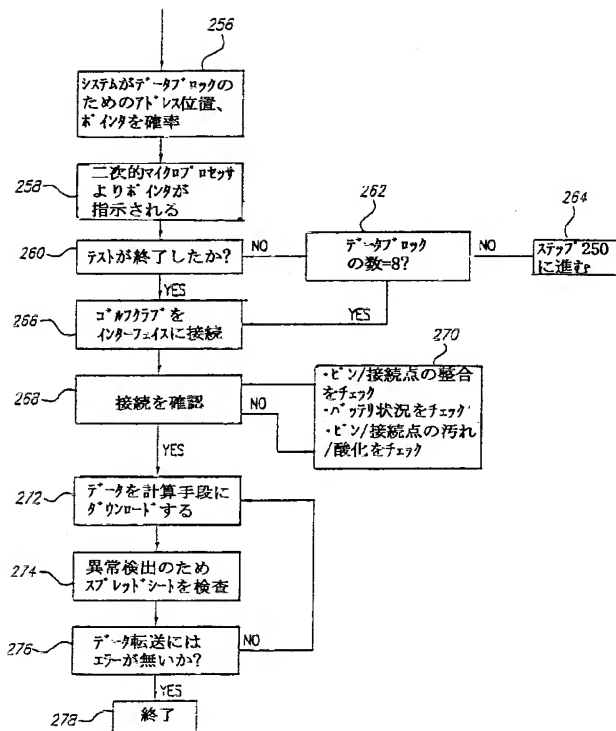 256
システムがデータブロックの
ためのアドレス位置、
ポインタを確率
258
二次的マイクロプロセッサ
よりポインタが
指示される
262
264
260
テストが終了したか?
NO
データブロック
の数=8?
NO
ステップ250
に進む
YES
266
ゴルフクラブを
インターフェイスに接続
YES
270
268
接続を確認
NO
・ピン/接続点の整合
をチェック
・バッテリ状況をチェック
・ピン/接続点の汚れ
/酸化をチェック
YES
272
データを計算手段に
ダウンロードする
274
異常検出のため
スプレッドシートを検査
276
データ転送には
エラーが無いか?
NO
YES
278
終了